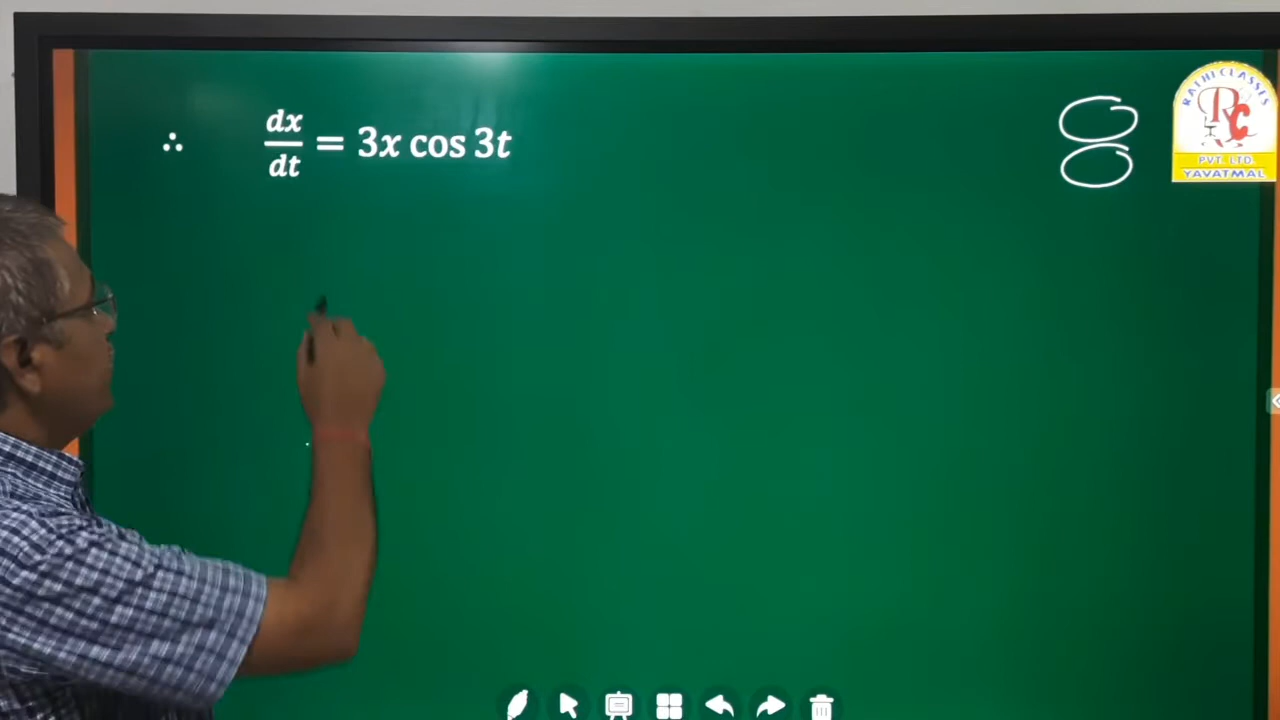 ∴ dx/dt = 3x cos 3t
8
RATHI CLASSES
RC
PVT. LTD.
YAVATMAL